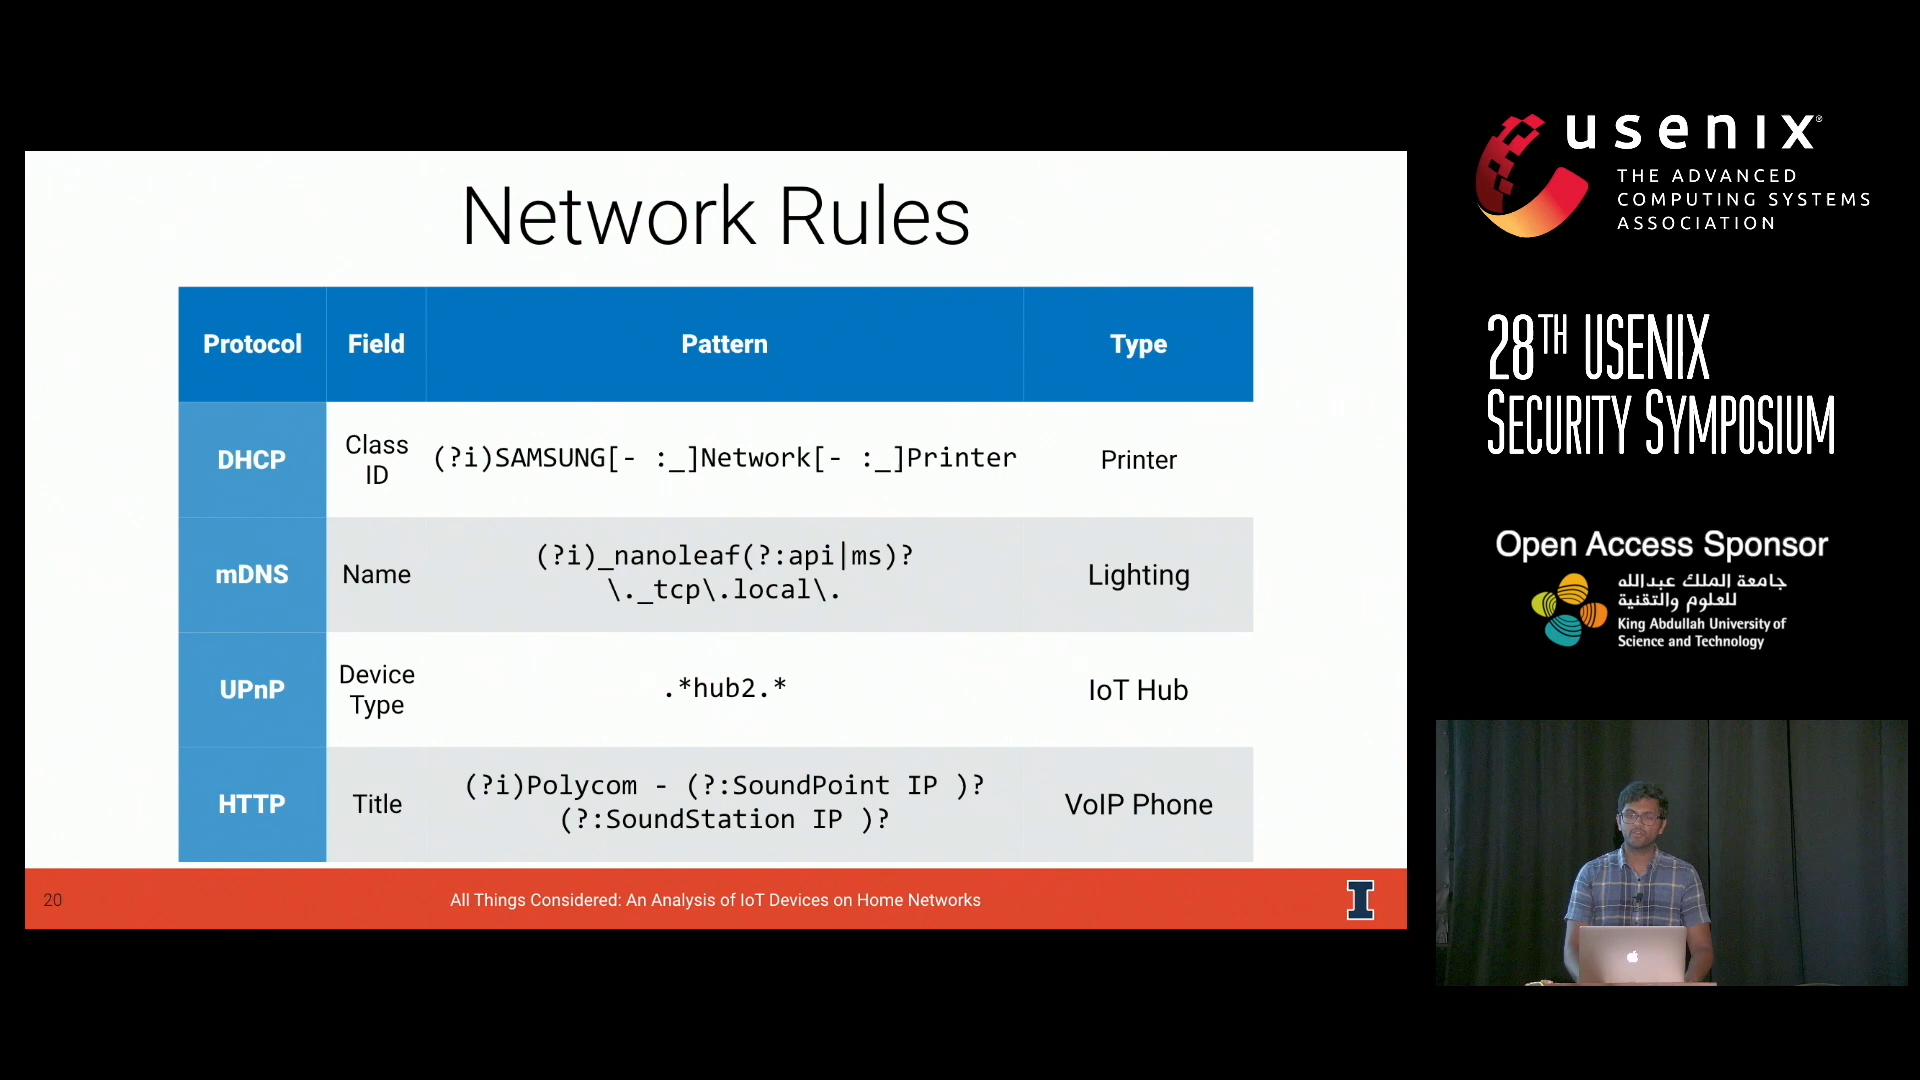 Network Rules
Protocol Field Pattern Type
DHCP Class ID (?i)SAMSUNG[- :_]Network[- :_]Printer Printer
mDNS Name (?i)_nanoleaf(?:api|ms)?
\._tcp\.local\. Lighting
UPnP Device Type .*hub2.* IoT Hub
HTTP Title (?i)Polycom - (?:SoundPoint IP )?
(?:SoundStation IP )? VoIP Phone
20 All Things Considered: An Analysis of IoT Devices on Home Networks I
usenix®
THE ADVANCED
COMPUTING SYSTEMS
ASSOCIATION
28TH USENIX
SECURITY SYMPOSIUM
Open Access Sponsor
جامعة الملك عبدالله
للعلوم والتقنية
King Abdullah University of
Science and Technology